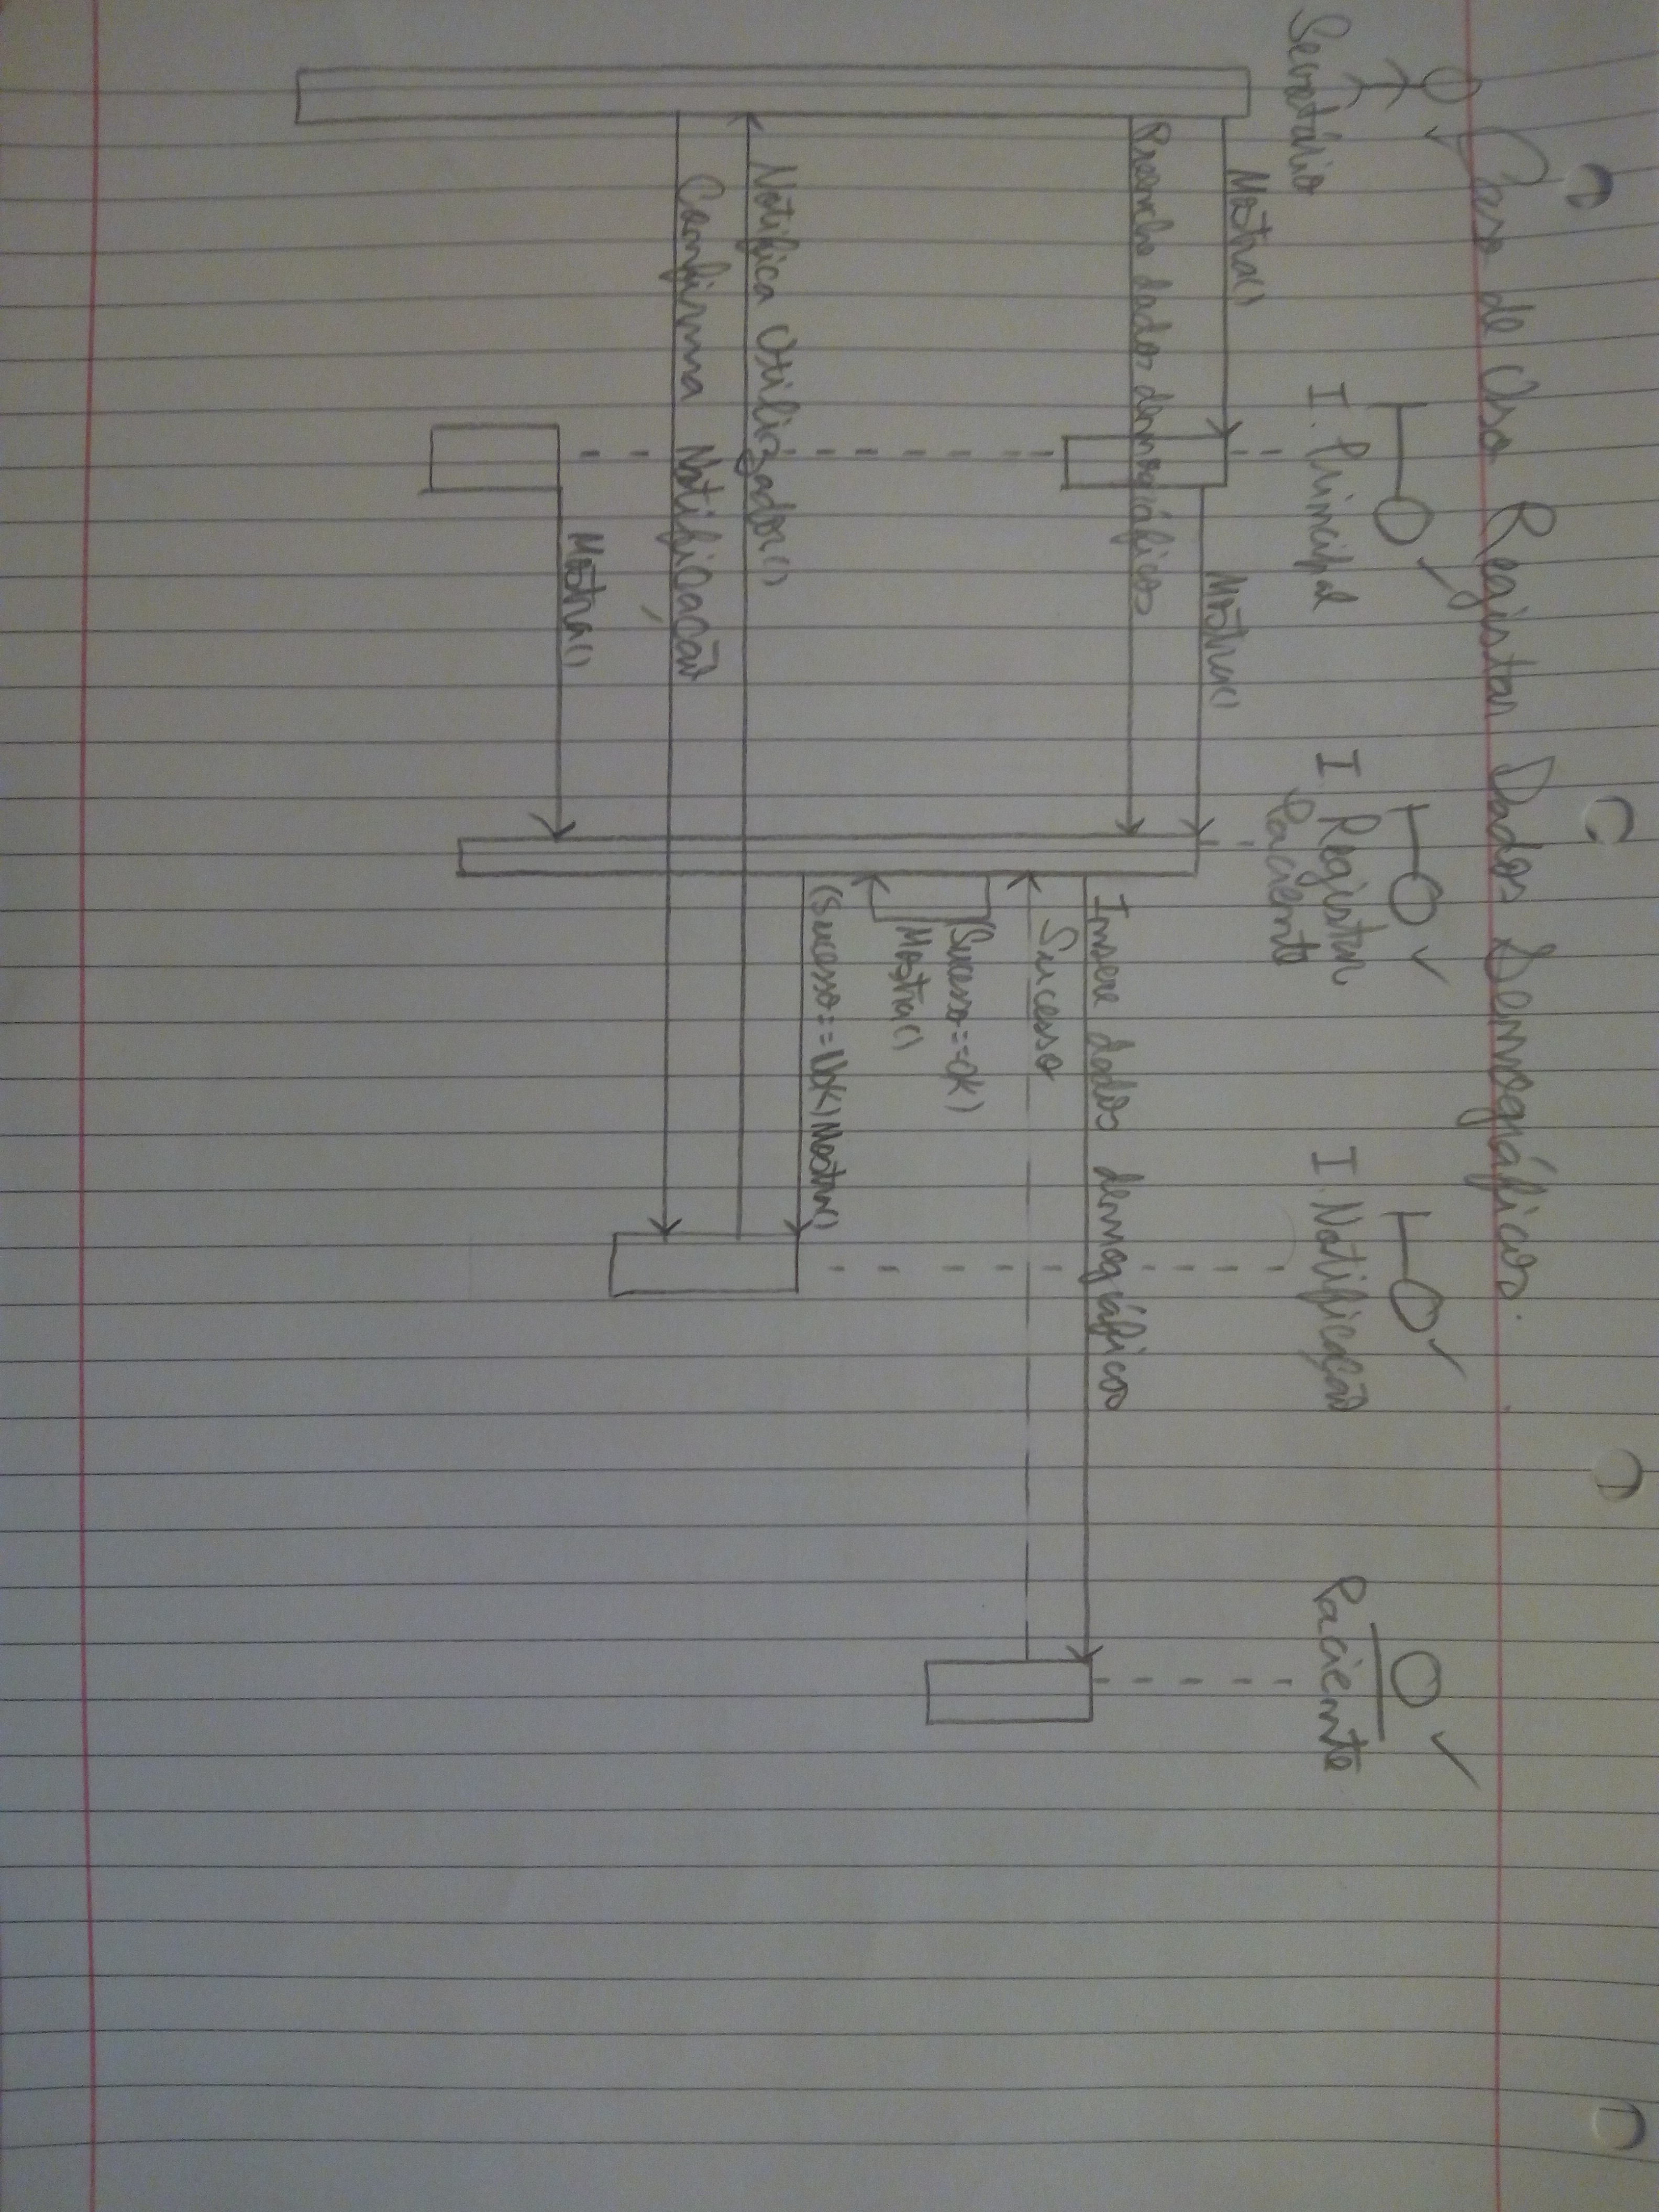 Caso de Uso Registar Dados Demográficos.
Secretário
I. Principal
I Registar
Paciente
I. Notificação
Paciente
Mostra()
Mostra()
Preenche dados demográficos
Insere dados demográficos
Sucesso
(Sucesso==OK)
Mostra()
(Sucesso==NOK) Mostra()
Notifica Utilizador()
Confirma Notificação
Mostra()